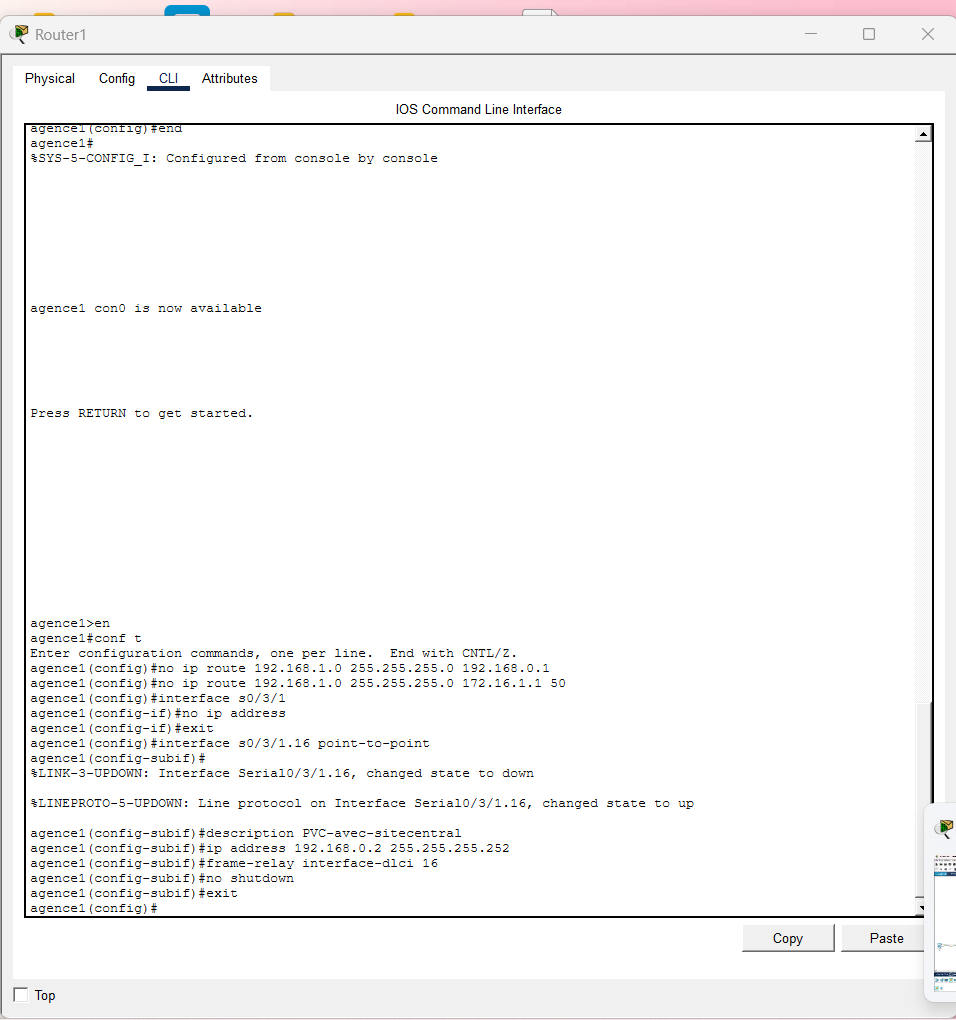 Router1
Physical Config CLI Attributes
IOS Command Line Interface
agence1(config)#end
agence1#
%SYS-5-CONFIG_I: Configured from console by console
agence1 con0 is now available
Press RETURN to get started.
agence1>en
agence1#conf t
Enter configuration commands, one per line.  End with CNTL/Z.
agence1(config)#no ip route 192.168.1.0 255.255.255.0 192.168.0.1
agence1(config)#no ip route 192.168.1.0 255.255.255.0 172.16.1.1 50
agence1(config)#interface s0/3/1
agence1(config-if)#no ip address
agence1(config-if)#exit
agence1(config)#interface s0/3/1.16 point-to-point
agence1(config-subif)#
%LINK-3-UPDOWN: Interface Serial0/3/1.16, changed state to down
%LINEPROTO-5-UPDOWN: Line protocol on Interface Serial0/3/1.16, changed state to up
agence1(config-subif)#description PVC-avec-sitecentral
agence1(config-subif)#ip address 192.168.0.2 255.255.255.252
agence1(config-subif)#frame-relay interface-dlci 16
agence1(config-subif)#no shutdown
agence1(config-subif)#exit
agence1(config)#
Copy Paste
Top